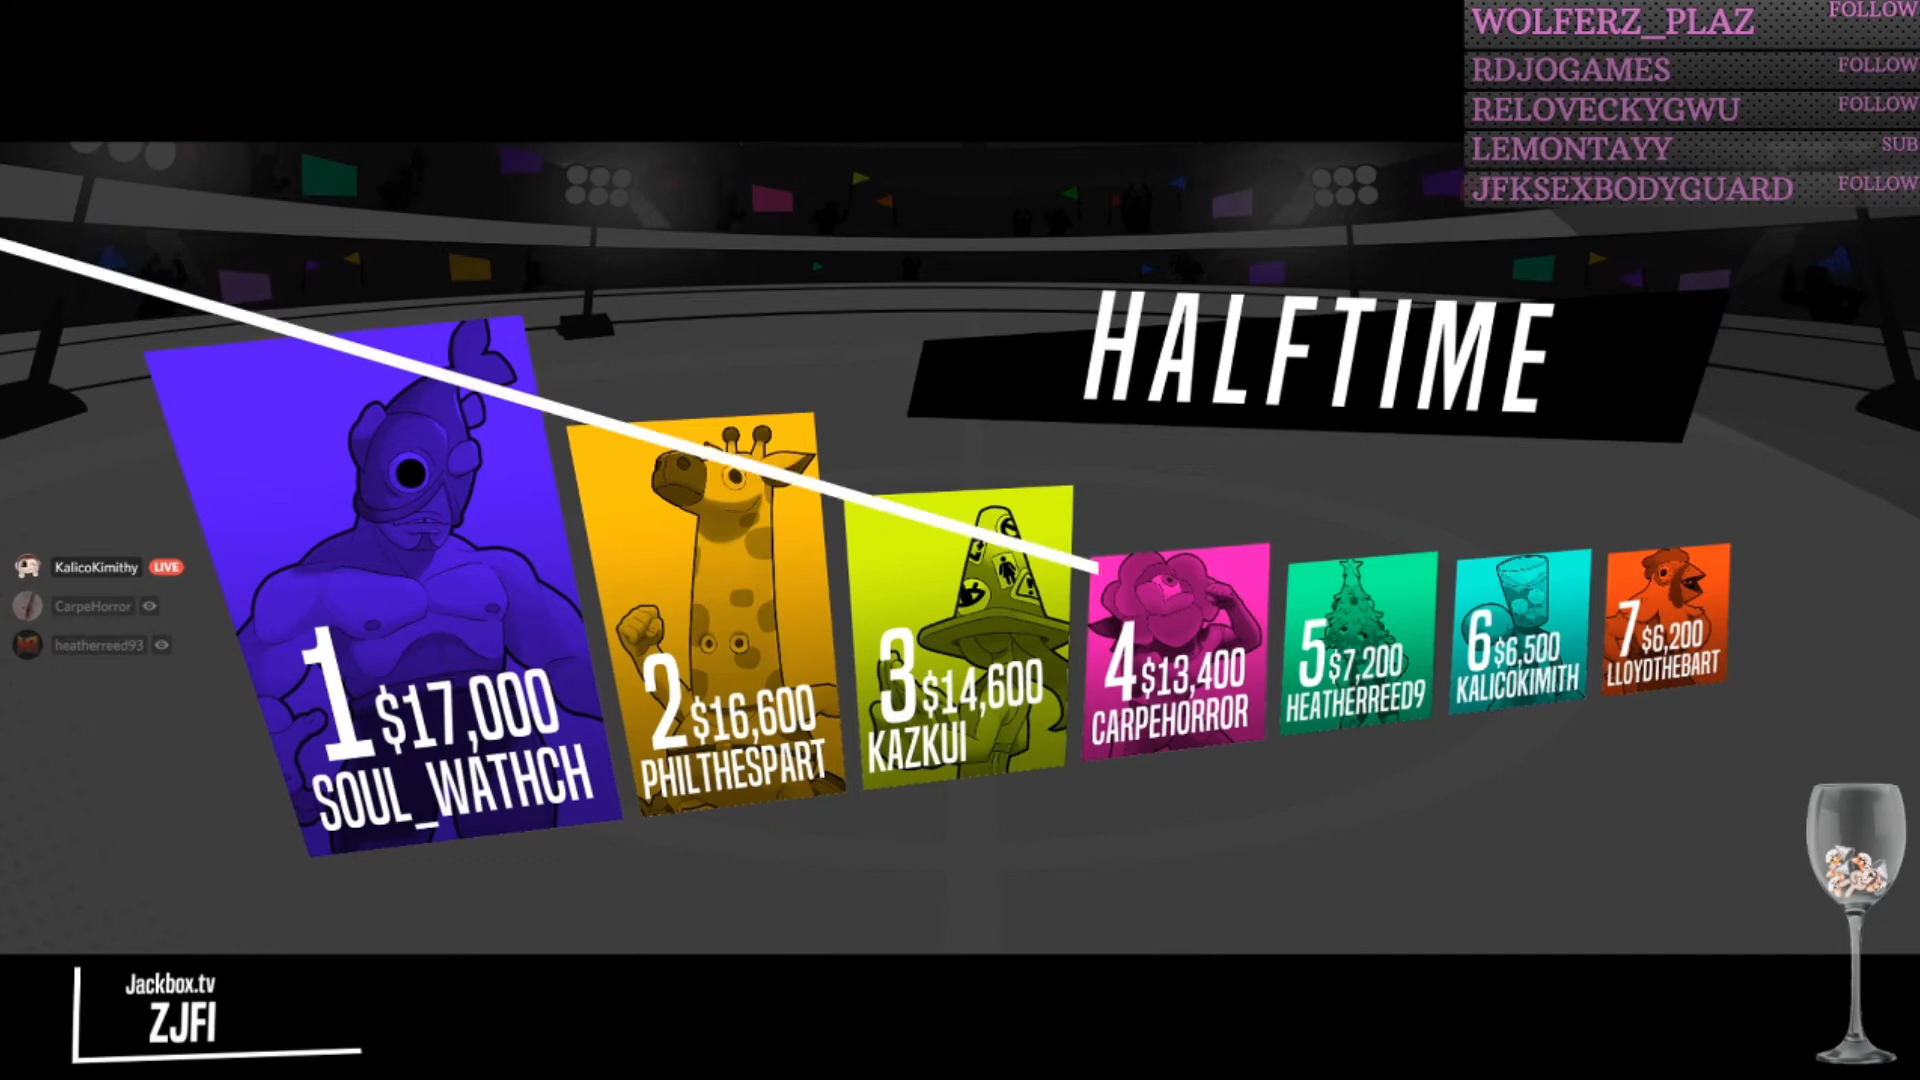 WOLFERZ_PLAZ FOLLOW
RDJOGAMES FOLLOW
RELOVECKYGWU FOLLOW
LEMONTAYY SUB
JFKSEXBODYGUARD FOLLOW
HALFTIME
KalicoKimithy LIVE
CarpeHorror
heatherreed93
1 $17,000
SOUL_WATHCH
2 $16,600
PHILTHESPART
3 $14,600
KAZKUI
4 $13,400
CARPEHORROR
5 $7,200
HEATHERREED9
6 $6,500
KALICOKIMITH
7 $6,200
LLOYDTHEBART
Jackbox.tv
ZJFI